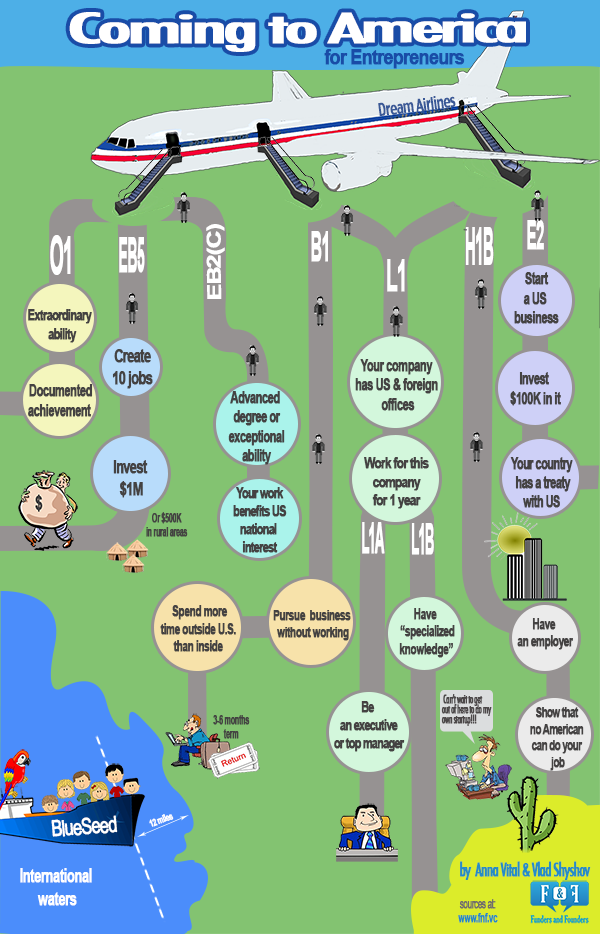 Coming to America
for Entrepreneurs
Dream Airlines
O1
EB5
EB2(C)
B1
L1
H1B
E2
Extraordinary
ability
Documented
achievement
Create
10 jobs
Invest
$1M
$
Or $500K
in rural areas
Advanced
degree or
exceptional
ability
Your work
benefits US
national
interest
Your company
has US & foreign
offices
Work for this
company
for 1 year
L1A
L1B
Start
a US
business
Invest
$100K in it
Your country
has a treaty
with US
Spend more
time outside U.S.
than inside
Pursue business
without working
Have
“specialized
knowledge”
Have
an employer
3-6 months
term
Return
Be
an executive
or top manager
Can't wait to get
out of here to do my
own startup!!!
Show that
no American
can do your
job
BlueSeed
12 miles
International
waters
by Anna Vital & Vlad Shyshov
sources at:
www.fnf.vc
F&F
Funders and Founders